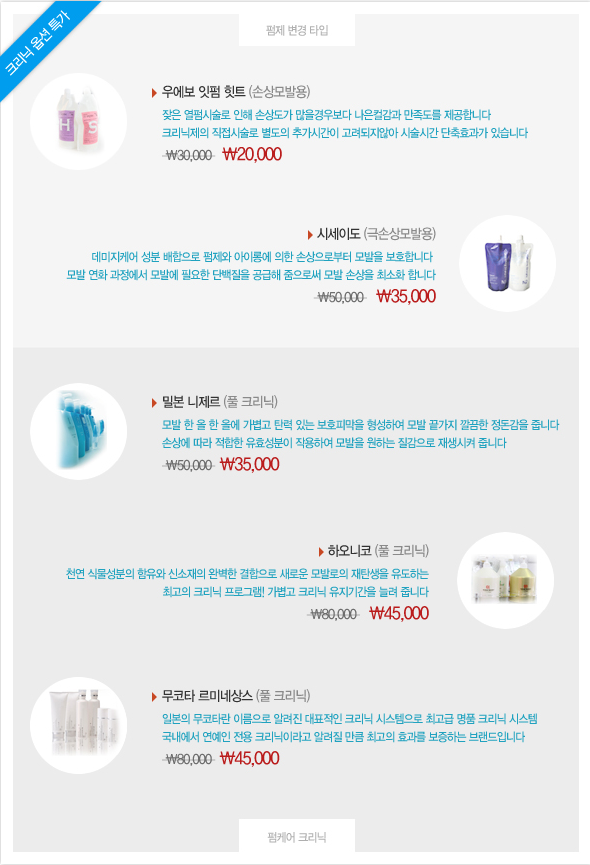 크리닉 옵션 특가
펌제 변경 타입
우에보 잇펌 힛트 (손상모발용)
잦은 열펌시술로 인해 손상도가 많을경우보다 나은컬감과 만족도를 제공합니다
크리닉제의 직접시술로 별도의 추가시간이 고려되지않아 시술시간 단축효과가 있습니다
₩30,000 ₩20,000
시세이도 (극손상모발용)
데미지케어 성분 배합으로 펌제와 아이롱에 의한 손상으로부터 모발을 보호합니다
모발 연화 과정에서 모발에 필요한 단백질을 공급해 줌으로써 모발 손상을 최소화 합니다
₩50,000 ₩35,000
밀본 니제르 (풀 크리닉)
모발 한 올 한 올에 가볍고 탄력 있는 보호피막을 형성하여 모발 끝가지 깔끔한 정돈감을 줍니다
손상에 따라 적합한 유효성분이 작용하여 모발을 원하는 질감으로 재생시켜 줍니다
₩50,000 ₩35,000
하오니코 (풀 크리닉)
천연 식물성분의 함유와 신소재의 완벽한 결합으로 새로운 모발로의 재탄생을 유도하는
최고의 크리닉 프로그램! 가볍고 크리닉 유지기간을 늘려 줍니다
₩80,000 ₩45,000
무코타 르미네상스 (풀 크리닉)
일본의 무코타란 이름으로 알려진 대표적인 크리닉 시스템으로 최고급 명품 크리닉 시스템
국내에서 연예인 전용 크리닉이라고 알려질 만큼 최고의 효과를 보증하는 브랜드입니다
₩80,000 ₩45,000
펌케어 크리닉